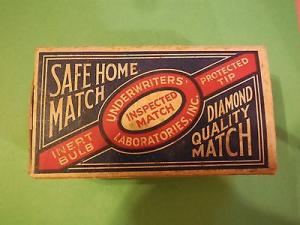 SAFE HOME
MATCH
UNDERWRITERS'
INSPECTED
MATCH
LABORATORIES, INC.
PROTECTED
TIP
INERT
BULB
DIAMOND
QUALITY
MATCH